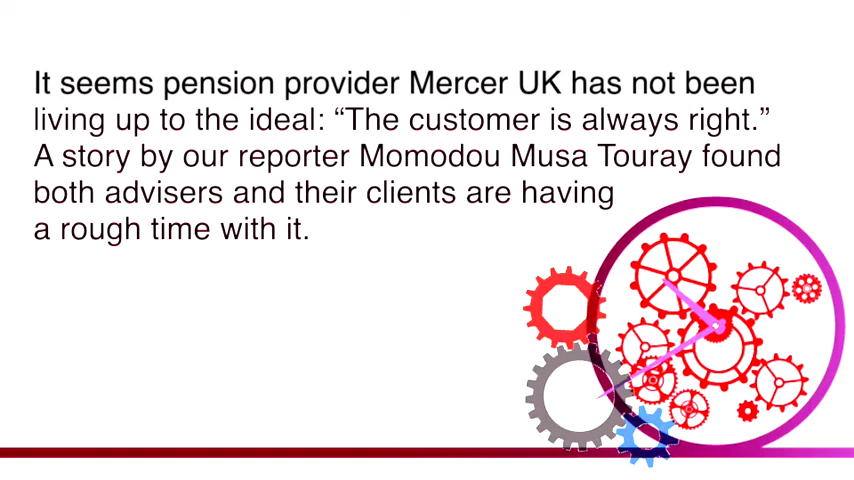 It seems pension provider Mercer UK has not been
living up to the ideal: “The customer is always right.”
A story by our reporter Momodou Musa Touray found
both advisers and their clients are having
a rough time with it.